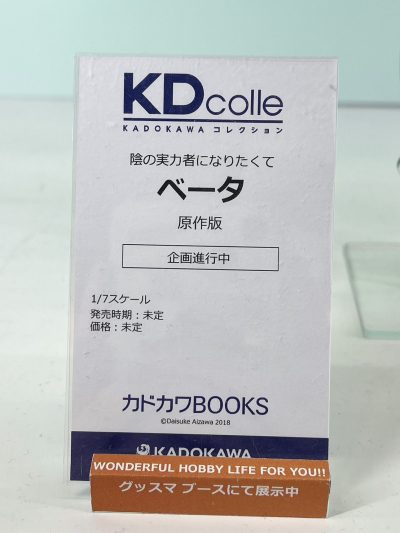 KDcolle
KADOKAWA コレクション
陰の実力者になりたくて
ベータ
原作版
企画進行中
1/7スケール
発売時期：未定
価格：未定
カドカワBOOKS
©Daisuke Aizawa 2018
KADOKAWA
WONDERFUL HOBBY LIFE FOR YOU!!
グッスマ ブースにて展示中